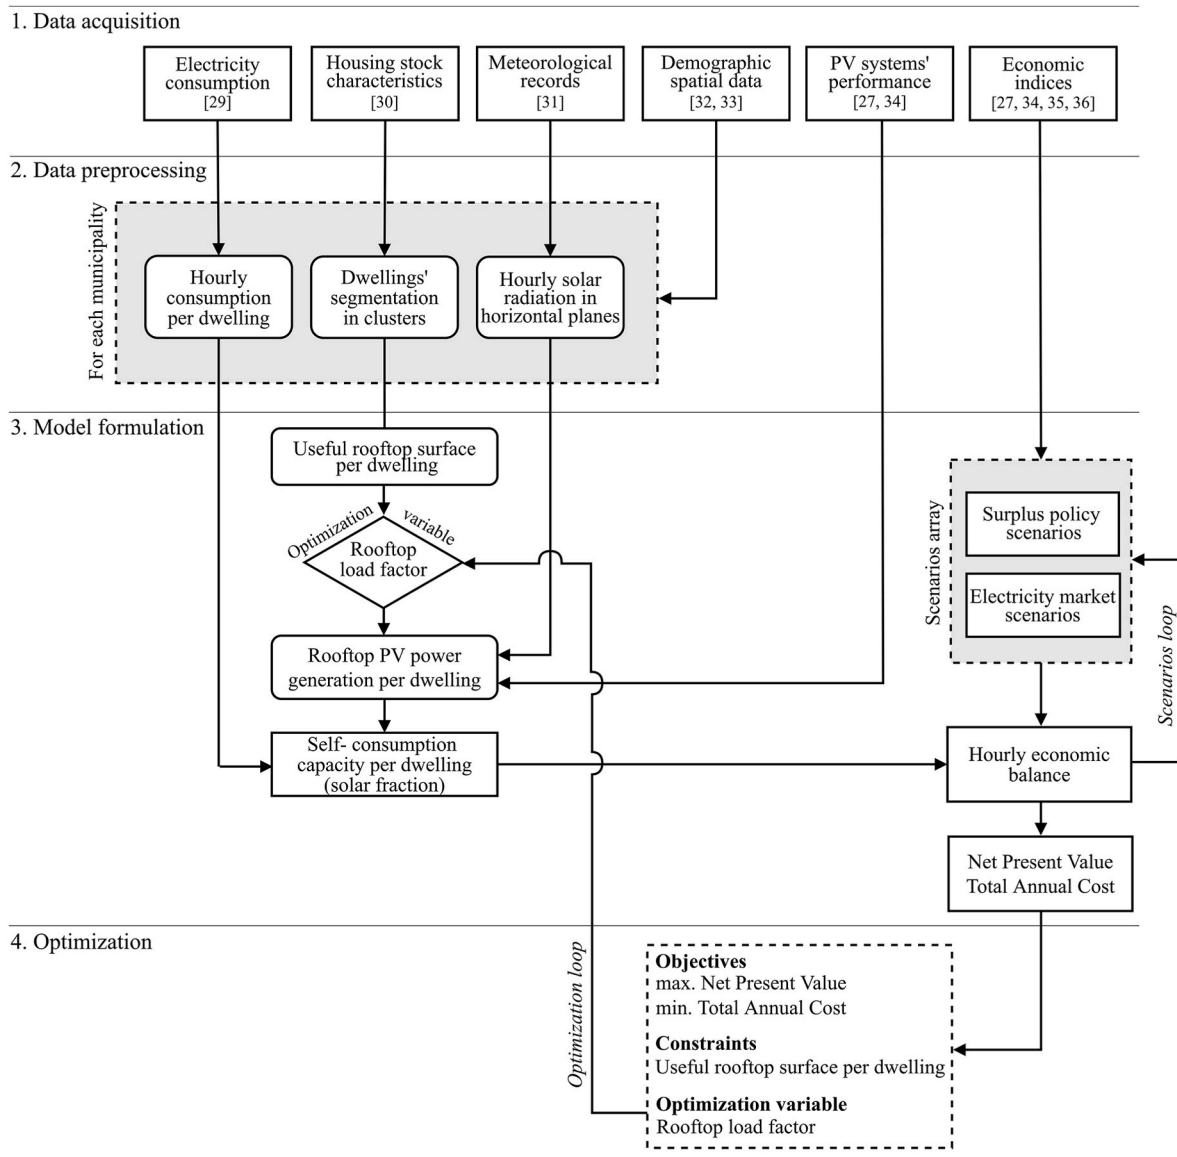 1. Data acquisition
Electricity
consumption
[29]
Housing stock
characteristics
[30]
Meteorological
records
[31]
Demographic
spatial data
[32, 33]
PV systems'
performance
[27, 34]
Economic
indices
[27, 34, 35, 36]
2. Data preprocessing
For each municipality
Hourly
consumption
per dwelling
Dwellings'
segmentation
in clusters
Hourly solar
radiation in
horizontal planes
3. Model formulation
Useful rooftop surface
per dwelling
Optimization variable
Rooftop
load factor
Rooftop PV power
generation per dwelling
Self- consumption
capacity per dwelling
(solar fraction)
Scenarios array
Surplus policy
scenarios
Electricity market
scenarios
Scenarios loop
Hourly economic
balance
Net Present Value
Total Annual Cost
4. Optimization
Optimization loop
Objectives
max. Net Present Value
min. Total Annual Cost
Constraints
Useful rooftop surface per dwelling
Optimization variable
Rooftop load factor